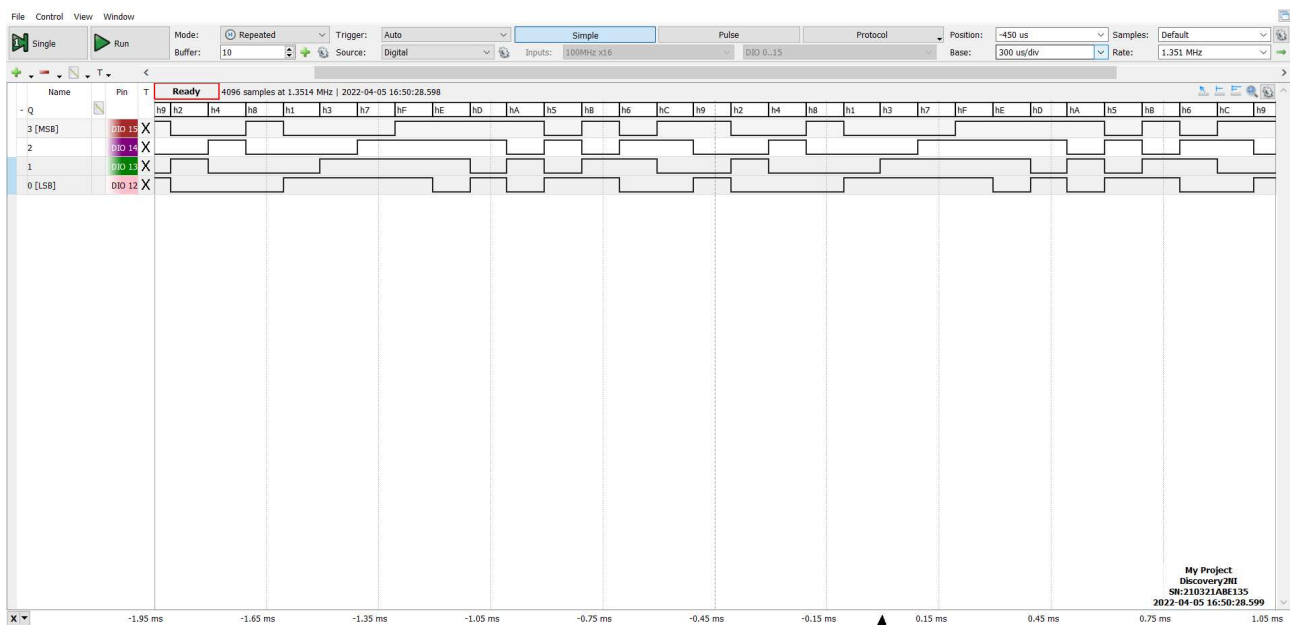 File Control View Window
Single Run Mode: Repeated Trigger: Auto Simple Pulse Protocol Position: -450 us Samples: Default
Buffer: 10 Source: Digital Inputs: 100MHz x16 DIO 0..15 Base: 300 us/div Rate: 1.351 MHz
T
Name Pin T Ready 4096 samples at 1.3514 MHz | 2022-04-05 16:50:28.598
- Q h9 h2 h4 h8 h1 h3 h7 hF hE hD hA h5 hB h6 hC h9 h2 h4 h8 h1 h3 h7 hF hE hD hA h5 hB h6 hC h9
3 [MSB] DIO 15 X
2 DIO 14 X
1 DIO 13 X
0 [LSB] DIO 12 X
My Project
Discovery2NI
SN:210321ABE135
2022-04-05 16:50:28.599
X -1.95 ms -1.65 ms -1.35 ms -1.05 ms -0.75 ms -0.45 ms -0.15 ms 0.15 ms 0.45 ms 0.75 ms 1.05 ms